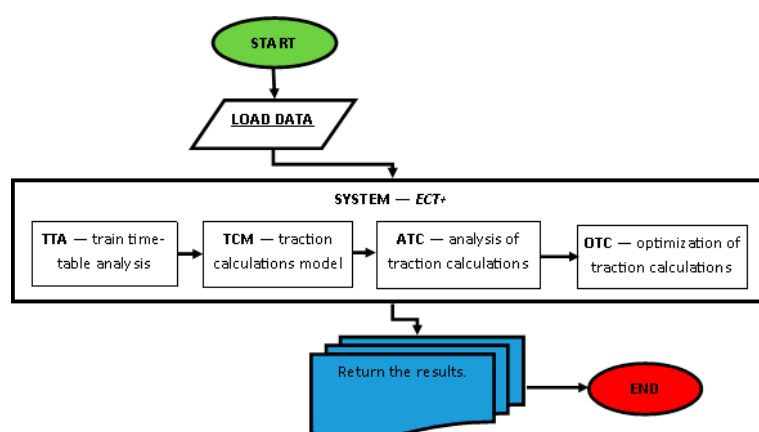 START
LOAD DATA
SYSTEM — ECT+
TTA — train time-
table analysis
TCM — traction
calculations model
ATC — analysis of
traction calculations
OTC — optimization of
traction calculations
Return the results.
END